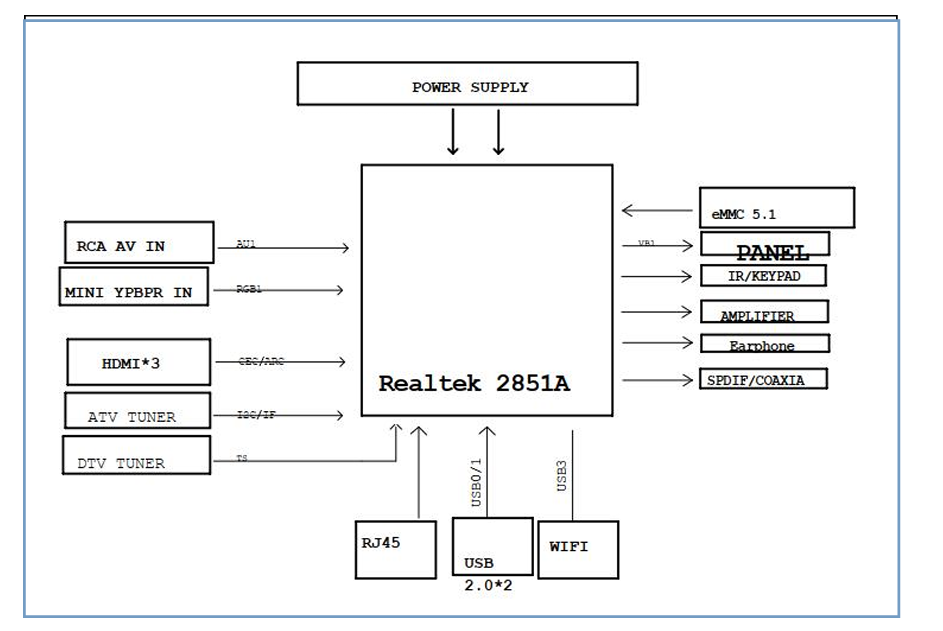 POWER SUPPLY
eMMC 5.1
RCA AV IN
AU1
VB1
PANEL
MINI YPBPR IN
RGB1
IR/KEYPAD
AMPLIFIER
Earphone
HDMI*3
CEC/ARC
Realtek 2851A
SPDIF/COAXIA
ATV TUNER
I2C/IF
DTV TUNER
TS
USB0/1
USB3
RJ45
WIFI
USB
2.0*2